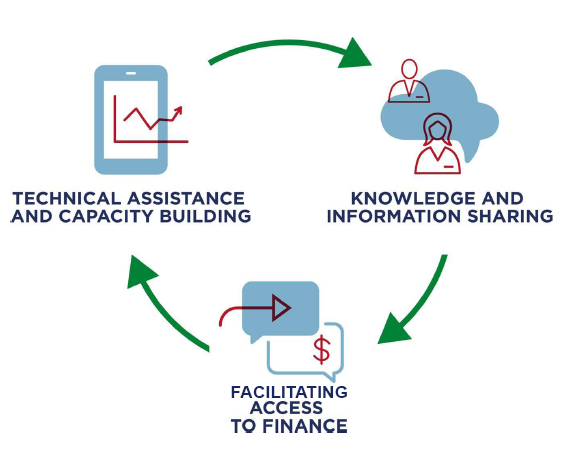 TECHNICAL ASSISTANCE
AND CAPACITY BUILDING
KNOWLEDGE AND
INFORMATION SHARING
$
FACILITATING
ACCESS
TO FINANCE